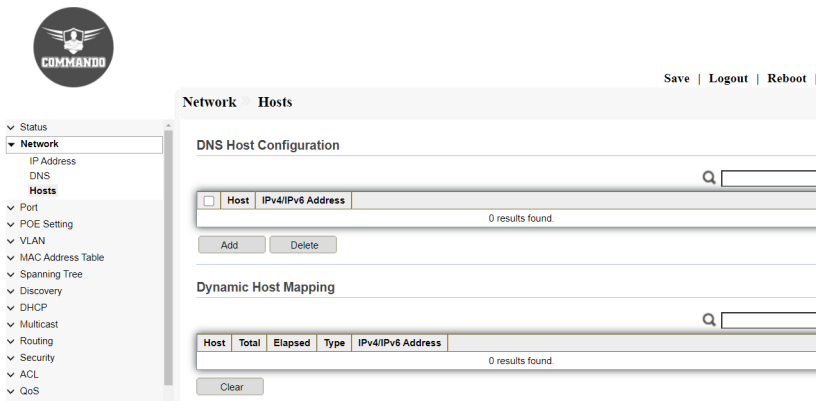 COMMANDO
Save | Logout | Reboot |
Network » Hosts
Status
Network
IP Address
DNS
Hosts
Port
POE Setting
VLAN
MAC Address Table
Spanning Tree
Discovery
DHCP
Multicast
Routing
Security
ACL
QoS
DNS Host Configuration
Host IPv4/IPv6 Address
0 results found.
Add Delete
Dynamic Host Mapping
Host Total Elapsed Type IPv4/IPv6 Address
0 results found.
Clear